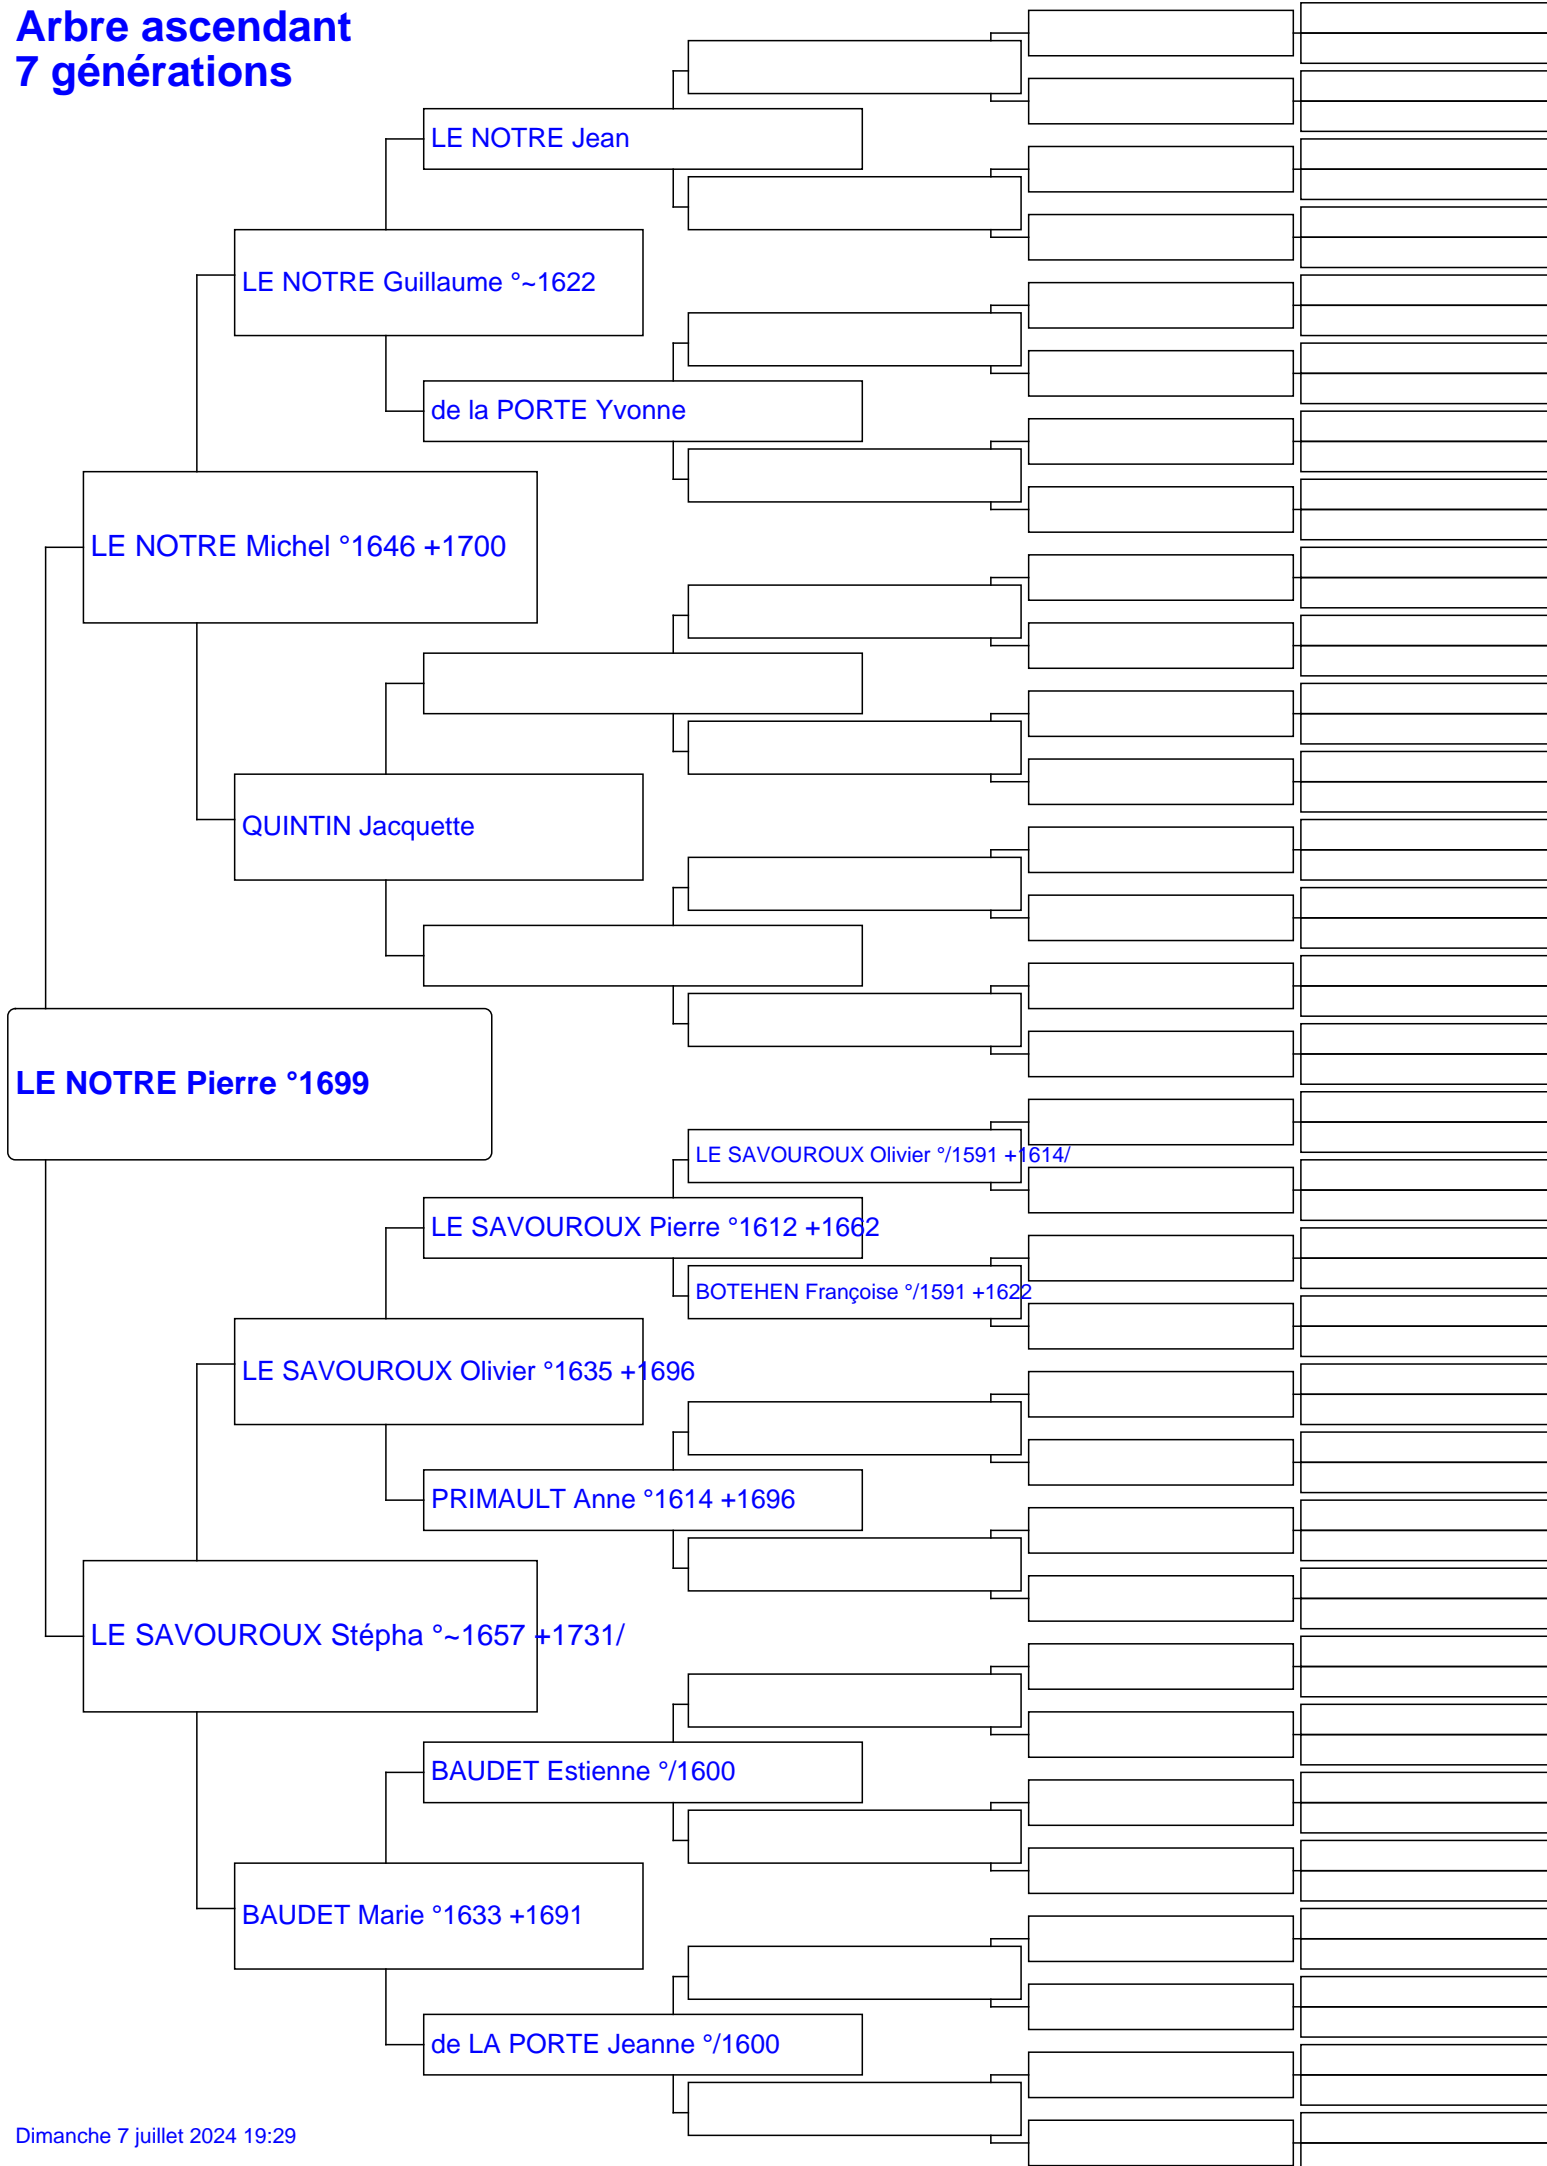 Arbre ascendant
7 générations
LE NOTRE Jean
LE NOTRE Guillaume °~1622
de la PORTE Yvonne
LE NOTRE Michel °1646 +1700
QUINTIN Jacquette
LE NOTRE Pierre °1699
LE SAVOUROUX Olivier °/1591 +1614/
LE SAVOUROUX Pierre °1612 +1662
BOTEHEN Françoise °/1591 +1622
LE SAVOUROUX Olivier °1635 +1696
PRIMAULT Anne °1614 +1696
LE SAVOUROUX Stépha °~1657 +1731/
BAUDET Estienne °/1600
BAUDET Marie °1633 +1691
de LA PORTE Jeanne °/1600
Dimanche 7 juillet 2024 19:29